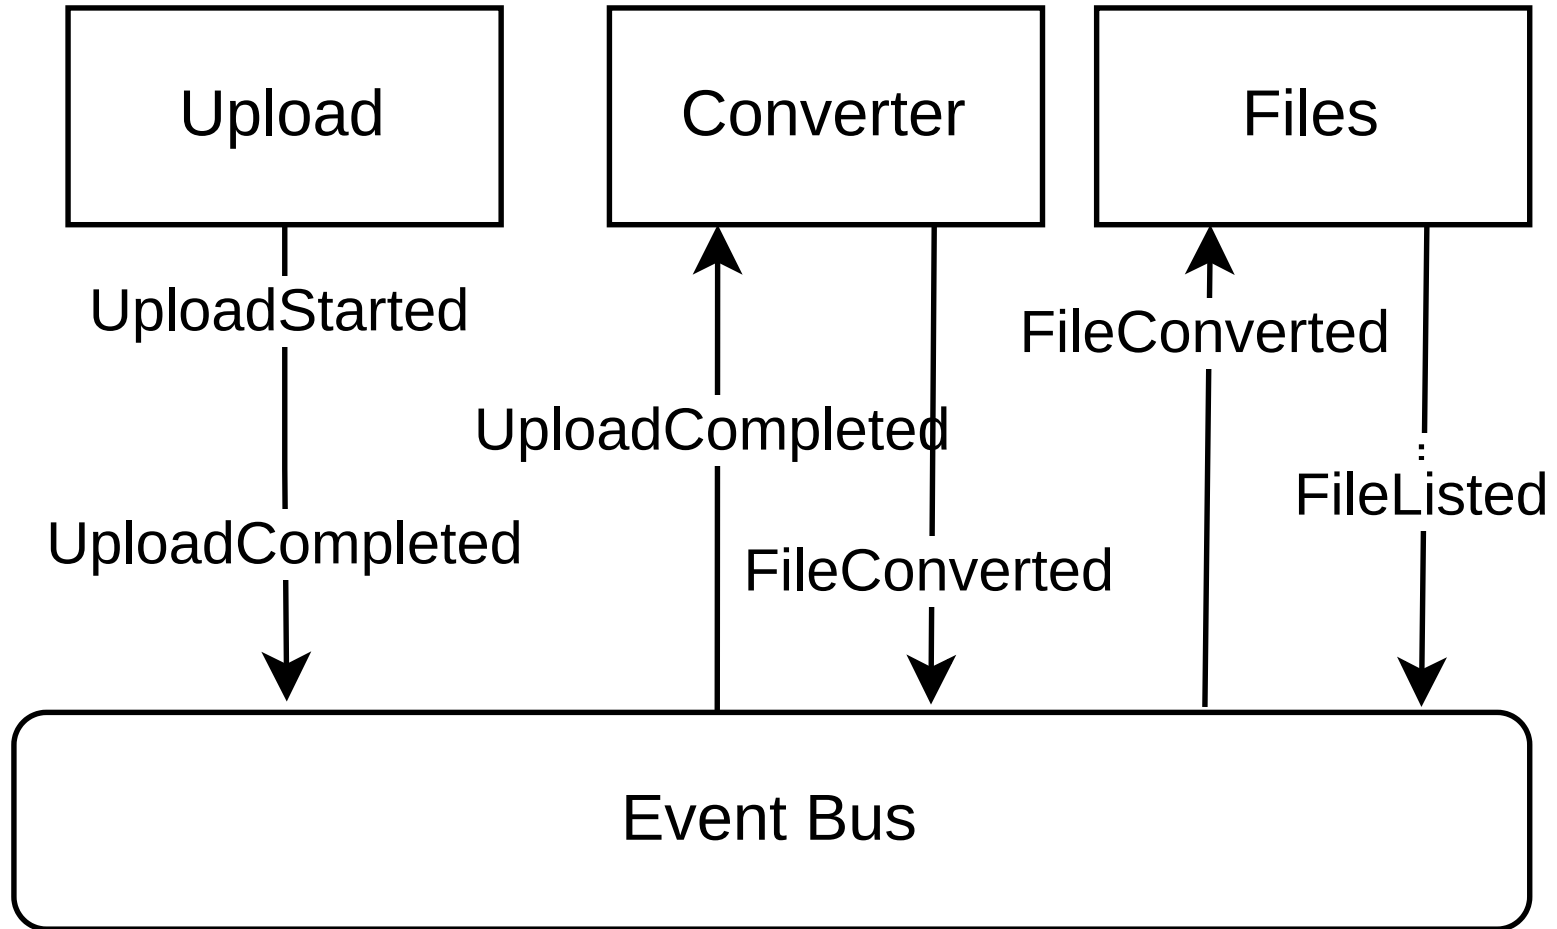 Upload
Converter
Files
UploadStarted
FileConverted
UploadCompleted
FileListed
UploadCompleted
FileConverted
Event Bus